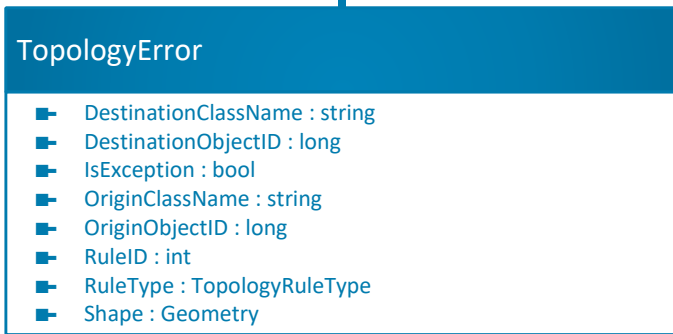 TopologyError
DestinationClassName : string
DestinationObjectID : long
IsException : bool
OriginClassName : string
OriginObjectID : long
RuleID : int
RuleType : TopologyRuleType
Shape : Geometry